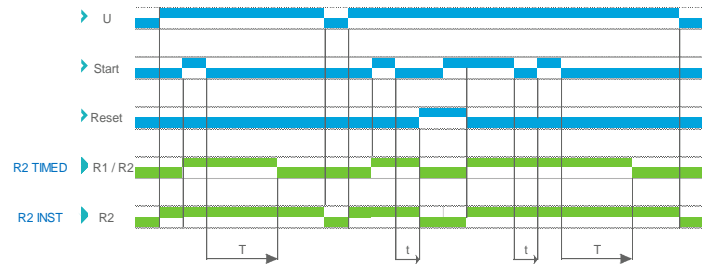 U
Start
Reset
R2 TIMED R1 / R2
R2 INST R2
T t t T